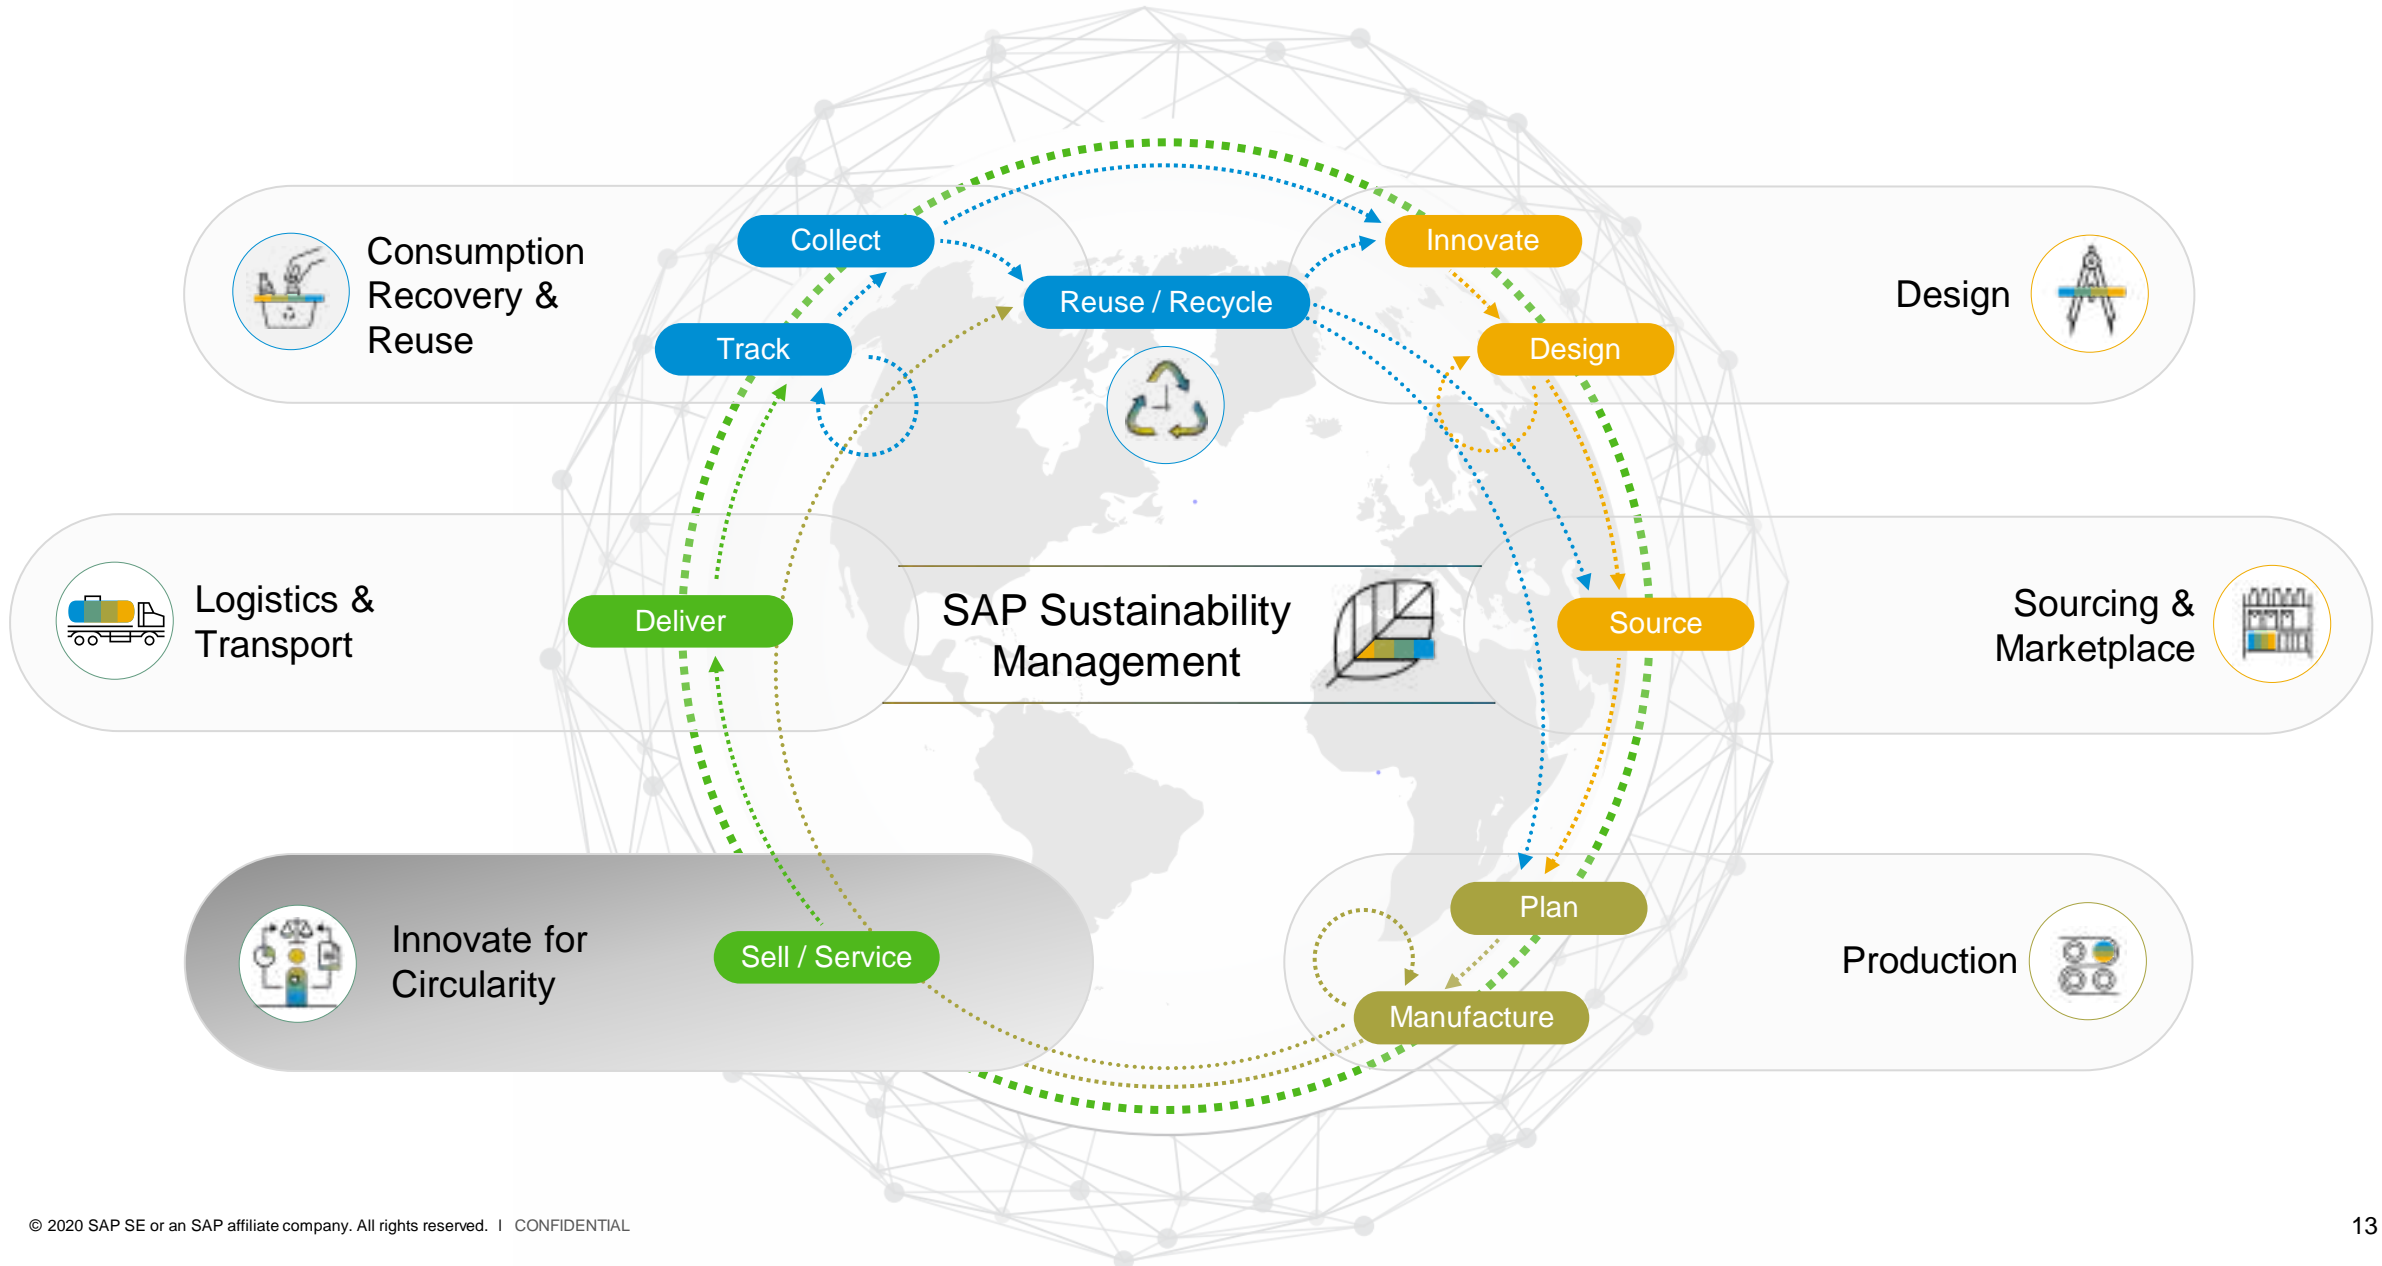 Collect
Innovate
Consumption
Recovery &
Reuse
Reuse / Recycle
Design
Track
Design
Logistics &
Transport
Deliver
SAP Sustainability
Management
Source
Sourcing &
Marketplace
Innovate for
Circularity
Sell / Service
Plan
Manufacture
Production
© 2020 SAP SE or an SAP affiliate company. All rights reserved. I CONFIDENTIAL
13